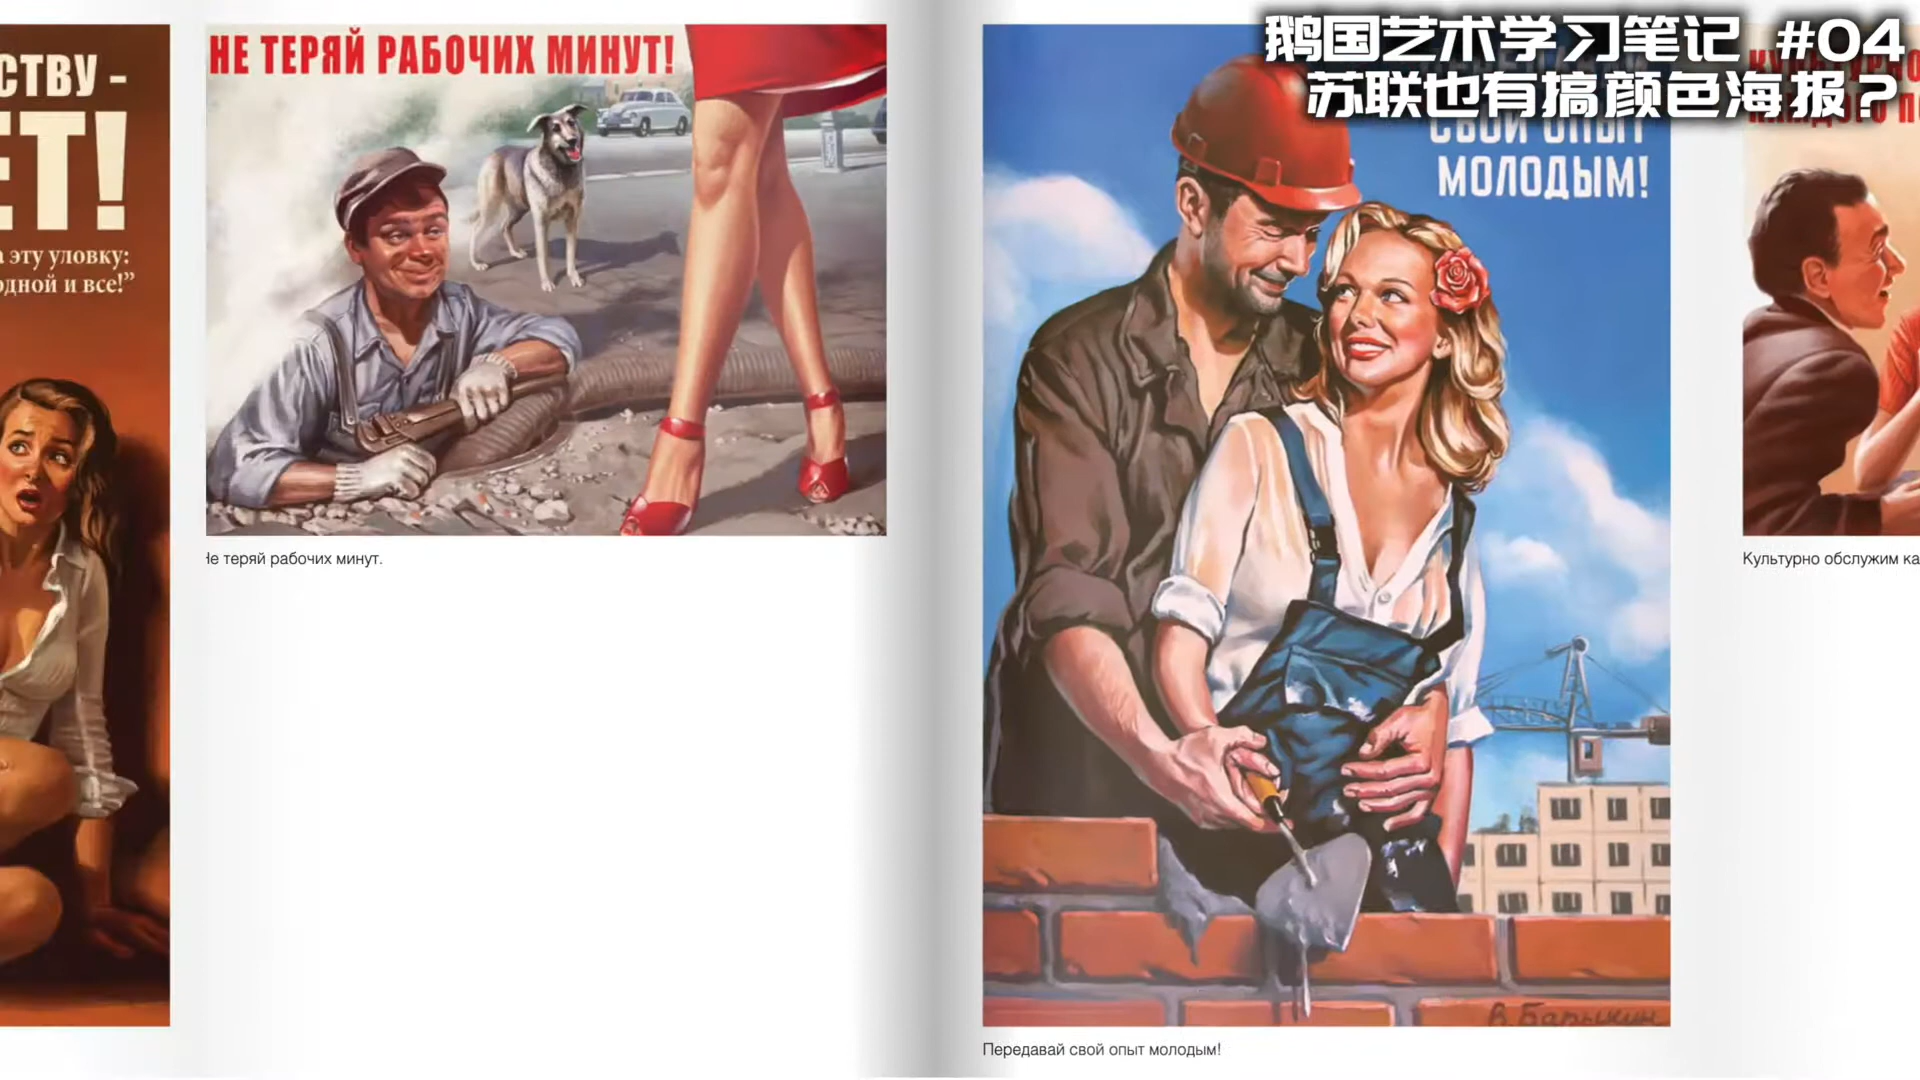 鹅国艺术学习笔记 #04
苏联也有搞颜色海报?
СТВУ -
ЕТ!
а эту уловку:
одной и все!”
НЕ ТЕРЯЙ РАБОЧИХ МИНУТ!
Не теряй рабочих минут.
СВОЙ ОПЫТ
МОЛОДЫМ!
В. Барыкин
Передавай свой опыт молодым!
Культурно обслужим ка